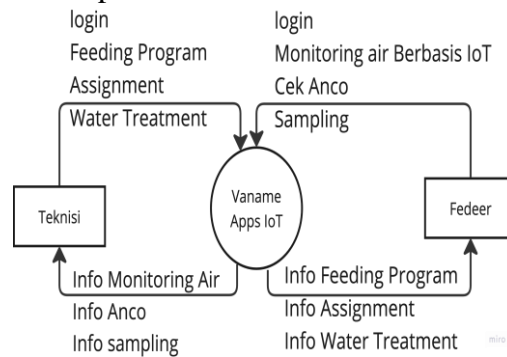 login
Feeding Program
Assignment
Water Treatment
login
Monitoring air Berbasis IoT
Cek Anco
Sampling
Teknisi
Vaname
Apps IoT
Fedeer
Info Monitoring Air
Info Anco
Info sampling
Info Feeding Program
Info Assignment
Info Water Treatment
miro